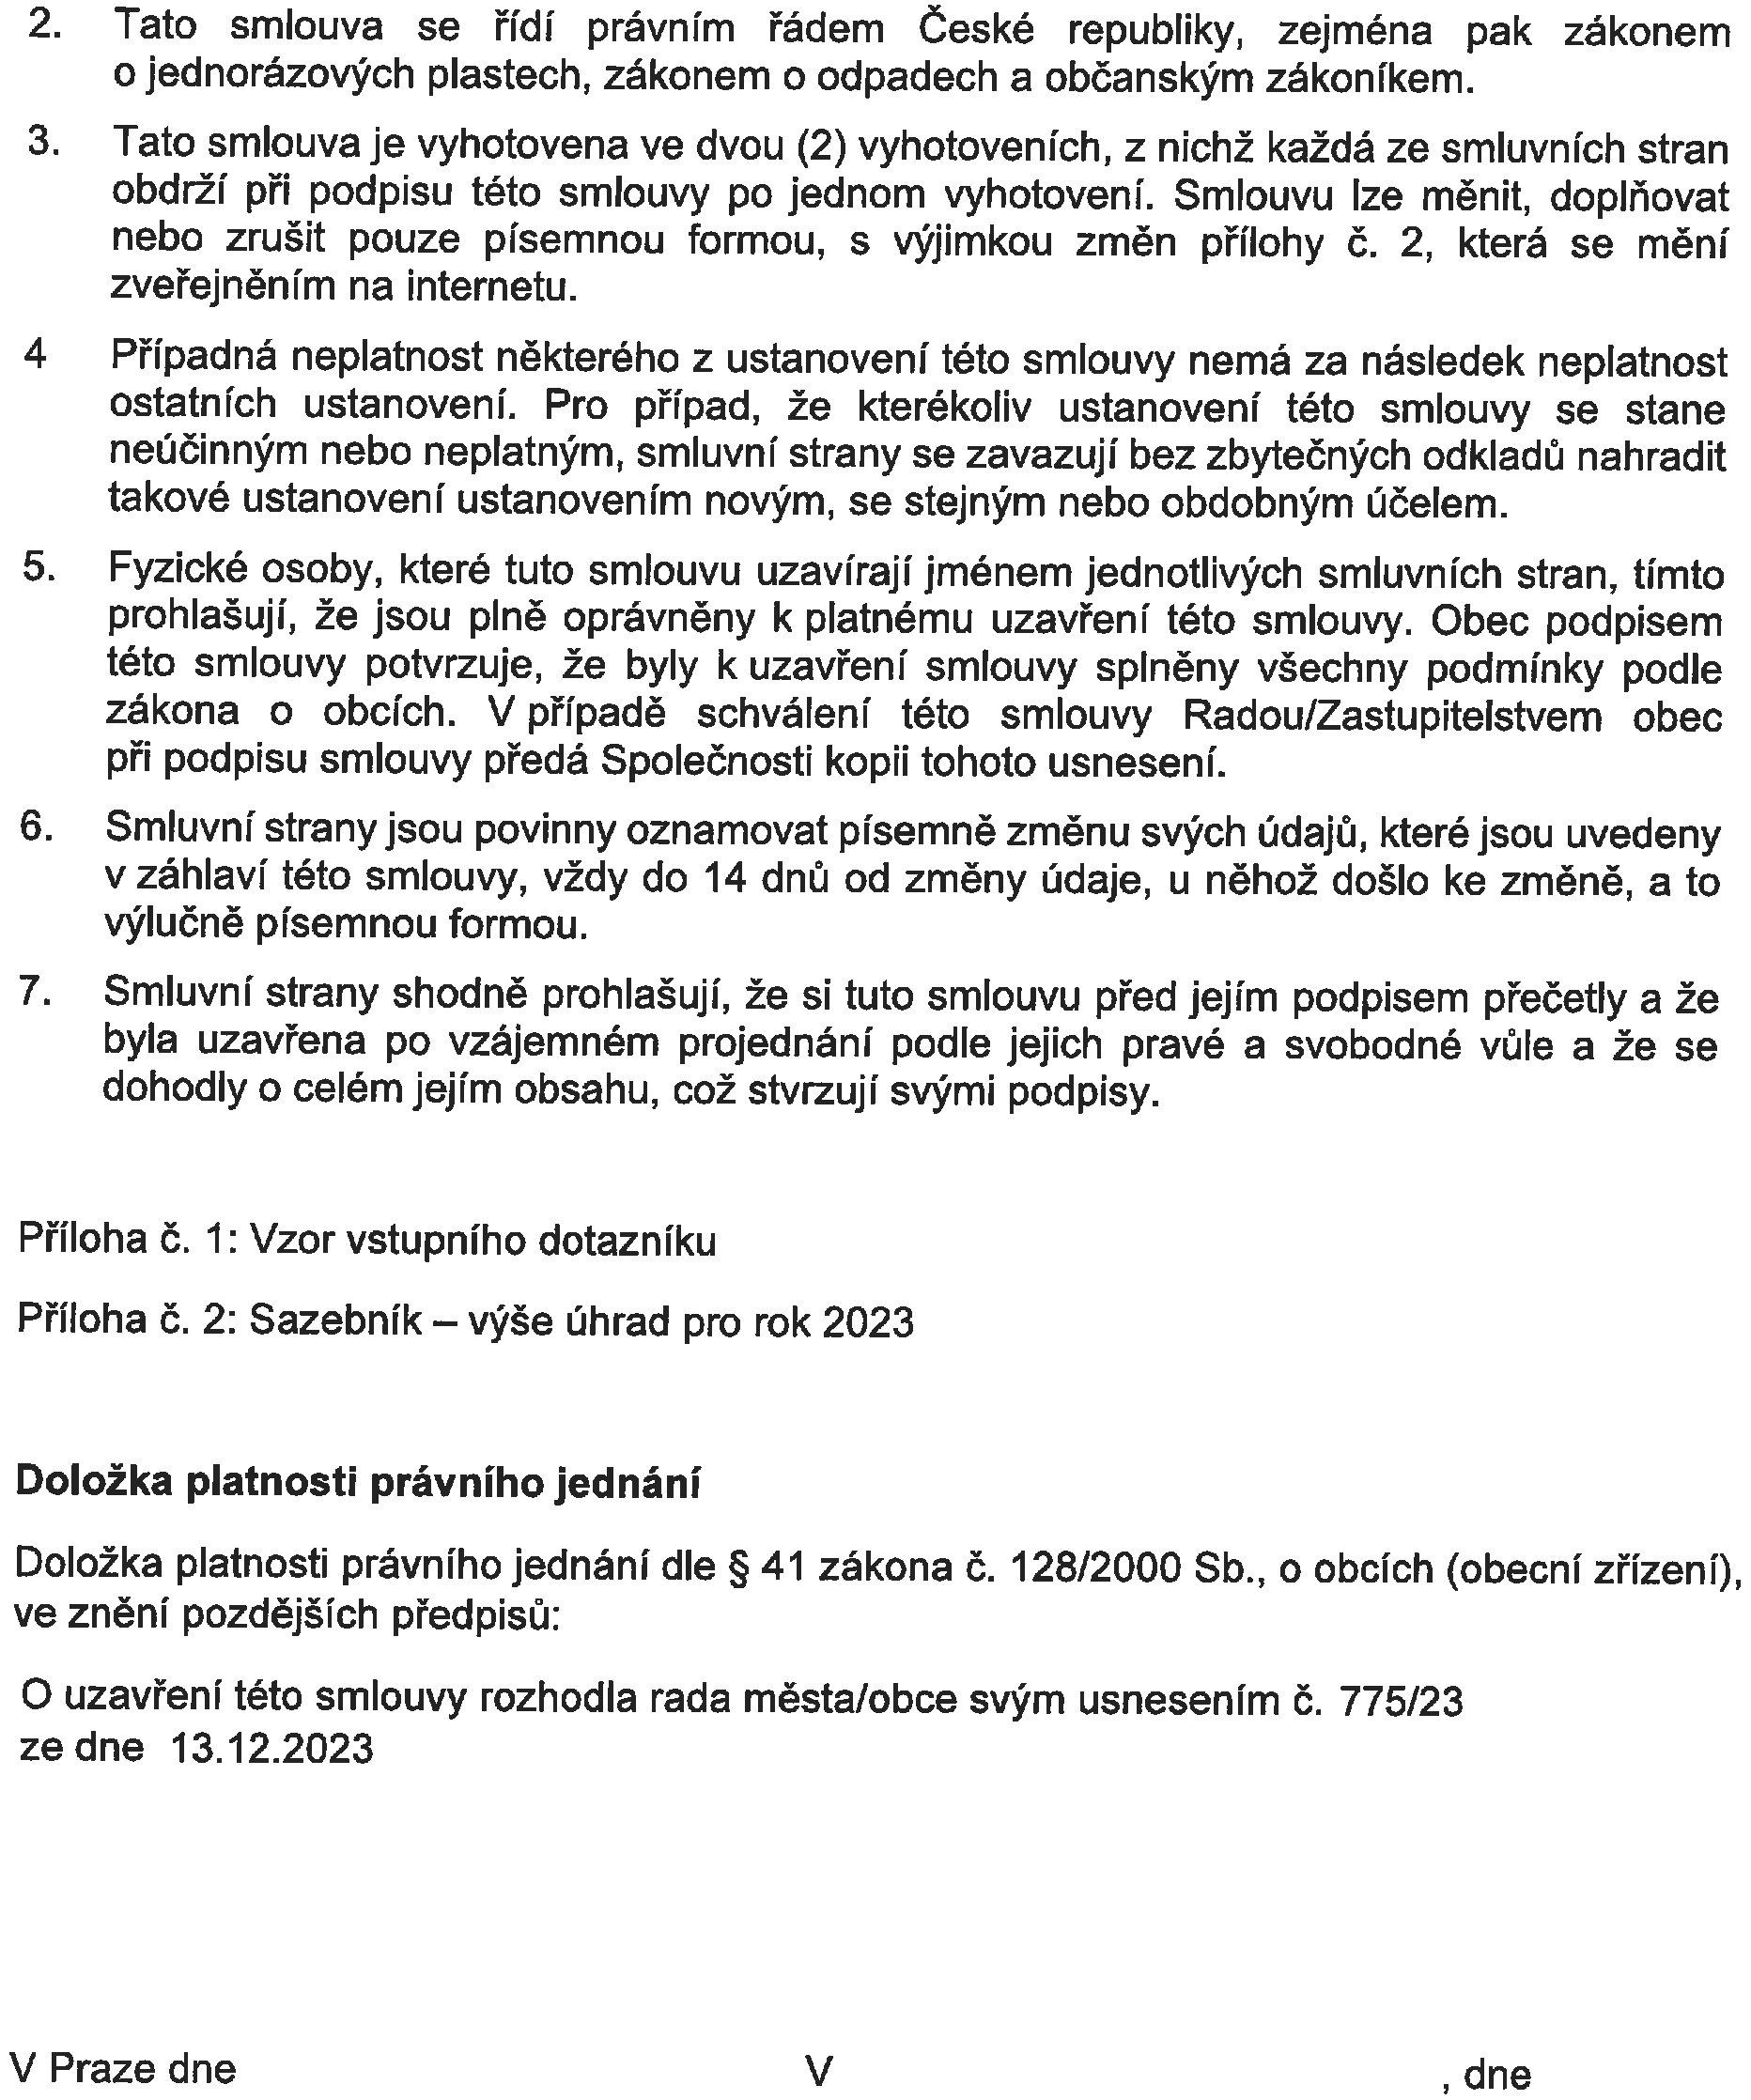 2. Tato smlouva se řídí právním řádem České republiky, zejména pak zákonem
o jednorázových plastech, zákonem o odpadech a občanským zákoníkem.
3. Tato smlouva je vyhotovena ve dvou (2) vyhotoveních, z nichž každá ze smluvních stran
obdrží při podpisu této smlouvy po jednom vyhotovení. Smlouvu lze měnit, doplňovat
nebo zrušit pouze písemnou formou, s výjimkou změn přílohy č. 2, která se mění
zveřejněním na internetu.
4 Případná neplatnost některého z ustanovení této smlouvy nemá za následek neplatnost
ostatních ustanovení. Pro případ, že kterékoliv ustanovení této smlouvy se stane
neúčinným nebo neplatným, smluvní strany se zavazují bez zbytečných odkladů nahradit
takové ustanovení ustanovením novým, se stejným nebo obdobným účelem.
5. Fyzické osoby, které tuto smlouvu uzavírají jménem jednotlivých smluvních stran, tímto
prohlašují, že jsou plně oprávněny k platnému uzavření této smlouvy. Obec podpisem
této smlouvy potvrzuje, že byly k uzavření smlouvy splněny všechny podmínky podle
zákona o obcích. V případě schválení této smlouvy Radou/Zastupitelstvem obec
při podpisu smlouvy předá Společnosti kopii tohoto usnesení.
6. Smluvní strany jsou povinny oznamovat písemně změnu svých údajů, které jsou uvedeny
v záhlaví této smlouvy, vždy do 14 dnů od změny údaje, u něhož došlo ke změně, a to
výlučně písemnou formou.
7. Smluvní strany shodně prohlašují, že si tuto smlouvu před jejím podpisem přečetly a že
byla uzavřena po vzájemném projednání podle jejich pravé a svobodné vůle a že se
dohodly o celém jejím obsahu, což stvrzují svými podpisy.
Příloha č. 1: Vzor vstupního dotazníku
Příloha č. 2: Sazebník – výše úhrad pro rok 2023
Doložka platnosti právního jednání
Doložka platnosti právního jednání dle § 41 zákona č. 128/2000 Sb., o obcích (obecní zřízení),
ve znění pozdějších předpisů:
O uzavření této smlouvy rozhodla rada města/obce svým usnesením č. 775/23
ze dne 13.12.2023
V Praze dne V , dne